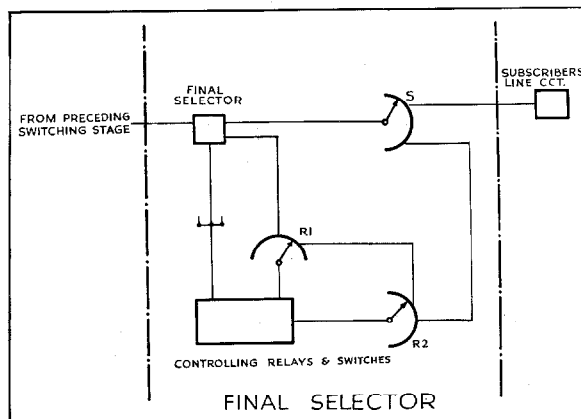 FINAL
SELECTOR
S
SUBSCRIBERS
LINE CCT.
FROM PRECEDING
SWITCHING STAGE
R1
R2
CONTROLLING RELAYS & SWITCHES
FINAL SELECTOR